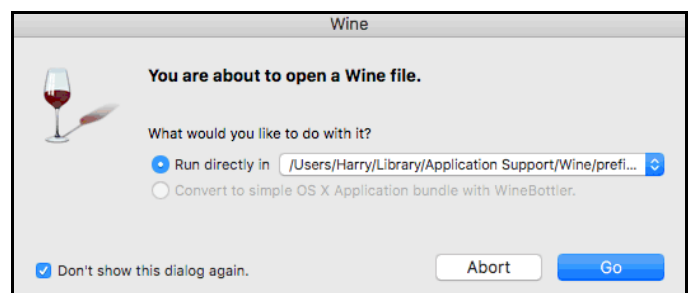 Wine
You are about to open a Wine file.
What would you like to do with it?
Run directly in /Users/Harry/Library/Application Support/Wine/prefi...
Convert to simple OS X Application bundle with WineBottler.
Don't show this dialog again. Abort Go